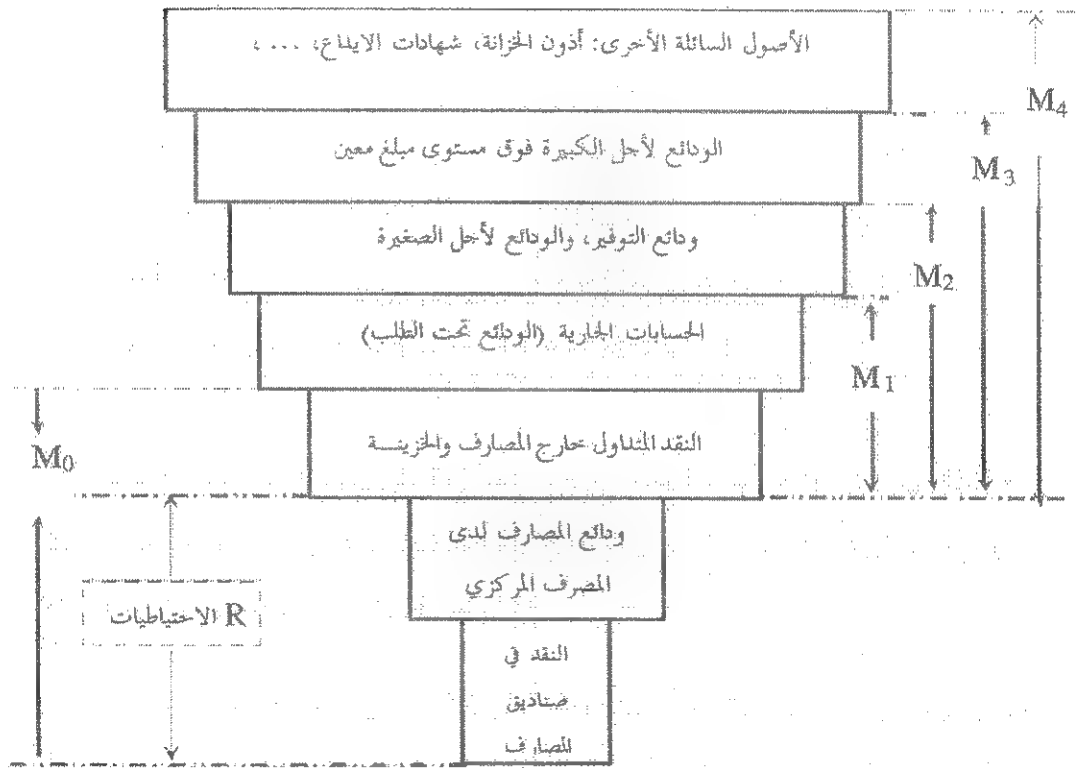 الأصول السائلة الأخرى: أذون الخزانة، شهادات الايداع، ... ،
M4
الودائع لأجل الكبيرة فوق مستوى مبلغ معين
M3
ودائع التوفير، والودائع لأجل الصغيرة
M2
الحسابات الجارية (الودائع تحت الطلب)
M1
النقد المتداول خارج المصارف والخزينــة
M0
ودائع المصارف لدى
المصرف المركزي
R الاحتياطيات
النقد في
صناديق
المصارف